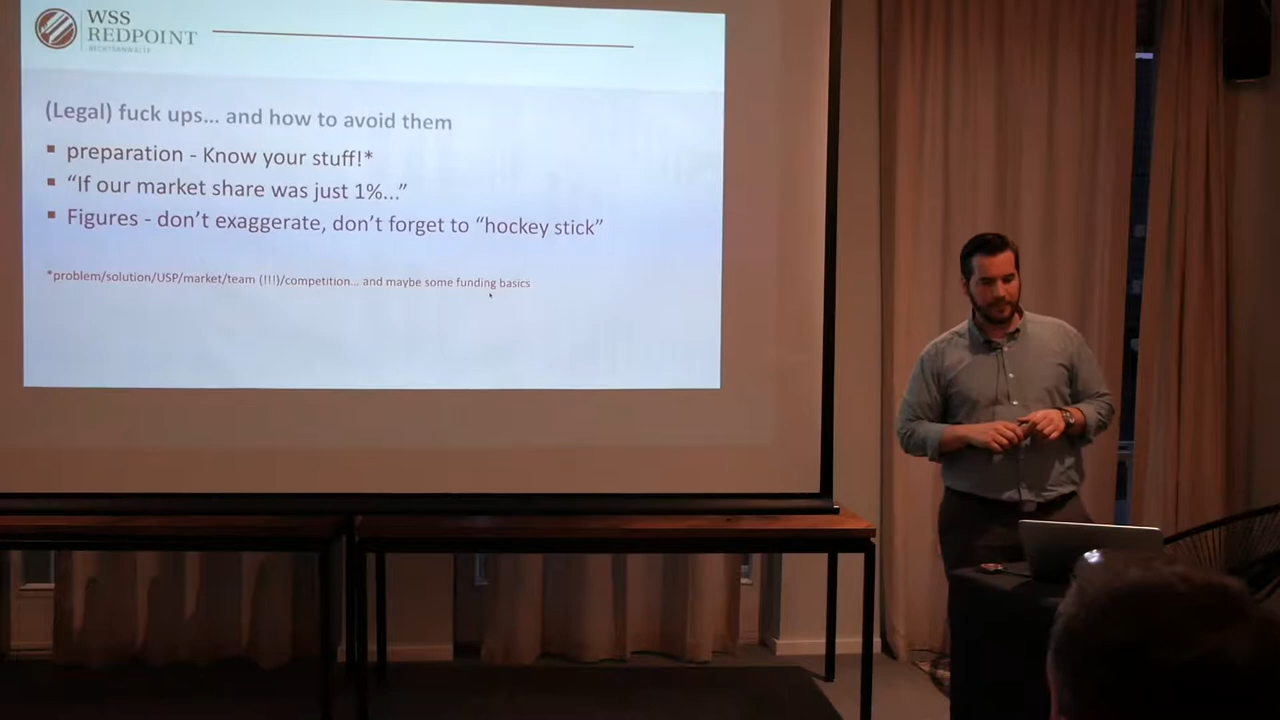 WSS
REDPOINT
RECHTSANWÄLTE
(Legal) fuck ups... and how to avoid them
▪ preparation - Know your stuff!*
▪ “If our market share was just 1%...”
▪ Figures - don’t exaggerate, don’t forget to “hockey stick”
*problem/solution/USP/market/team (!!!)/competition... and maybe some funding basics